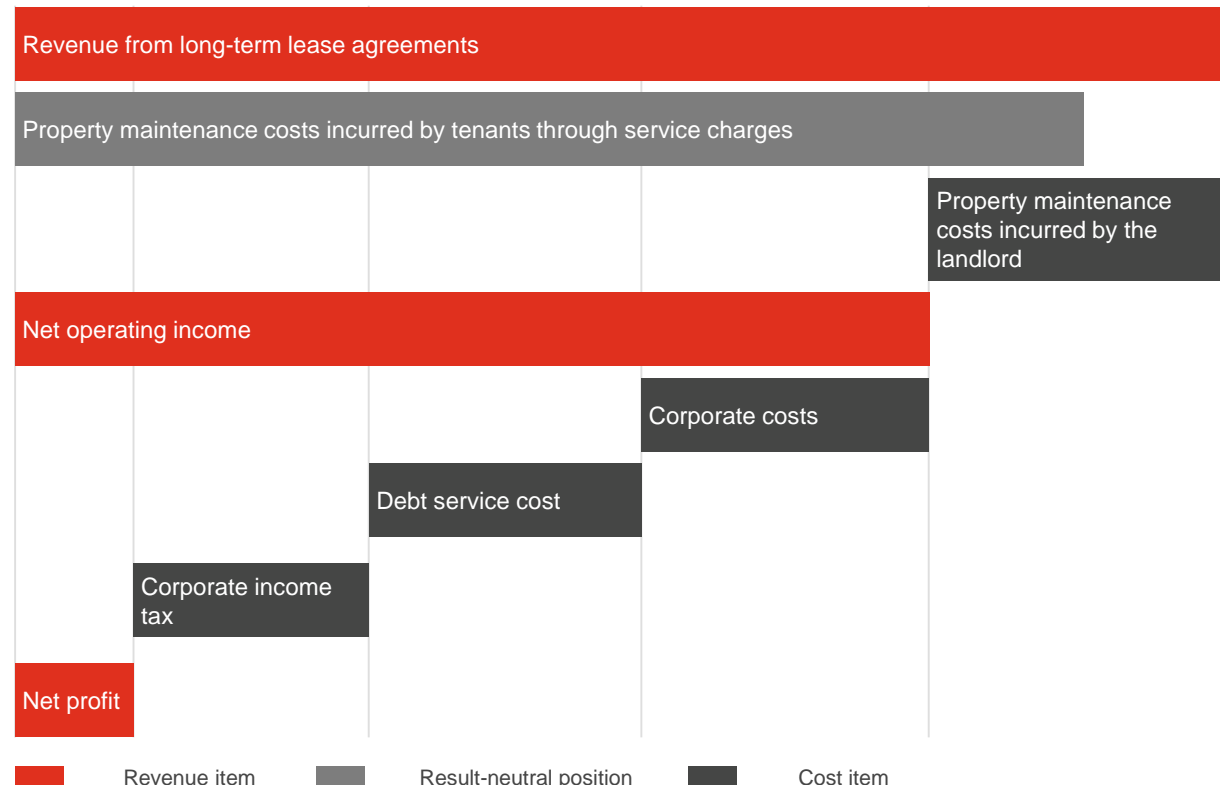 Revenue from long-term lease agreements
Property maintenance costs incurred by tenants through service charges
Property maintenance
costs incurred by the
landlord
Net operating income
Corporate costs
Debt service cost
Corporate income
tax
Net profit
Revenue item
Result-neutral position
Cost item